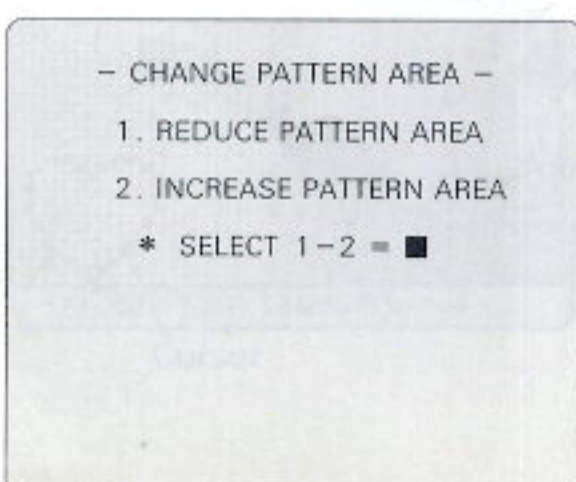 − CHANGE PATTERN AREA −
1. REDUCE PATTERN AREA
2. INCREASE PATTERN AREA
* SELECT 1−2 = ■